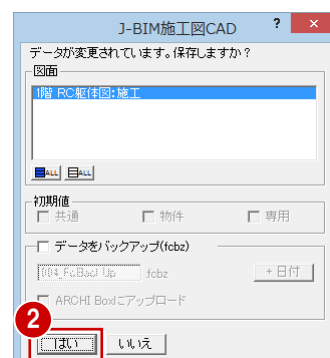 J-BIM施工図CAD ? ×
データが変更されています。保存しますか？
図面
1階 RC躯体図:施工
ALL ALL
初期値
共通 物件 専用
データをバックアップ(fcbz)
fcbz +日付
ARCHI Boxにアップロード
2
はい いいえ